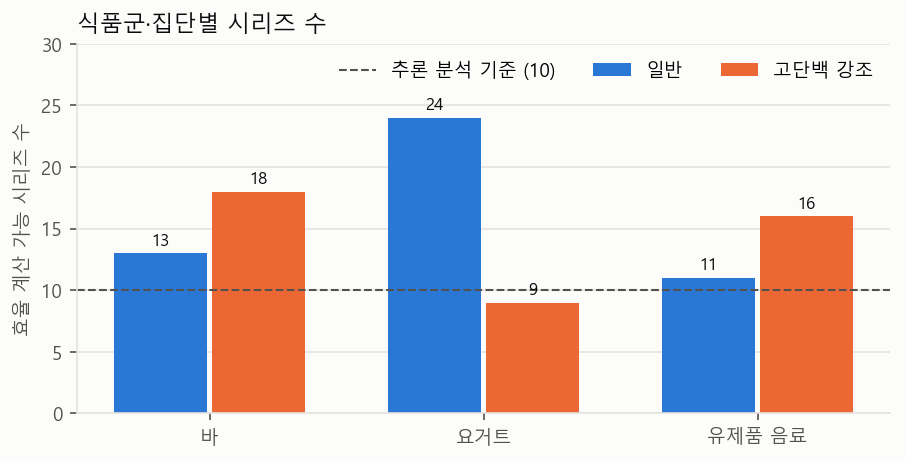 식품군·집단별 시리즈 수
효율 계산 가능 시리즈 수
30
25
20
15
10
5
0
추론 분석 기준 (10)
일반
고단백 강조
13
18
24
9
11
16
바
요거트
유제품 음료